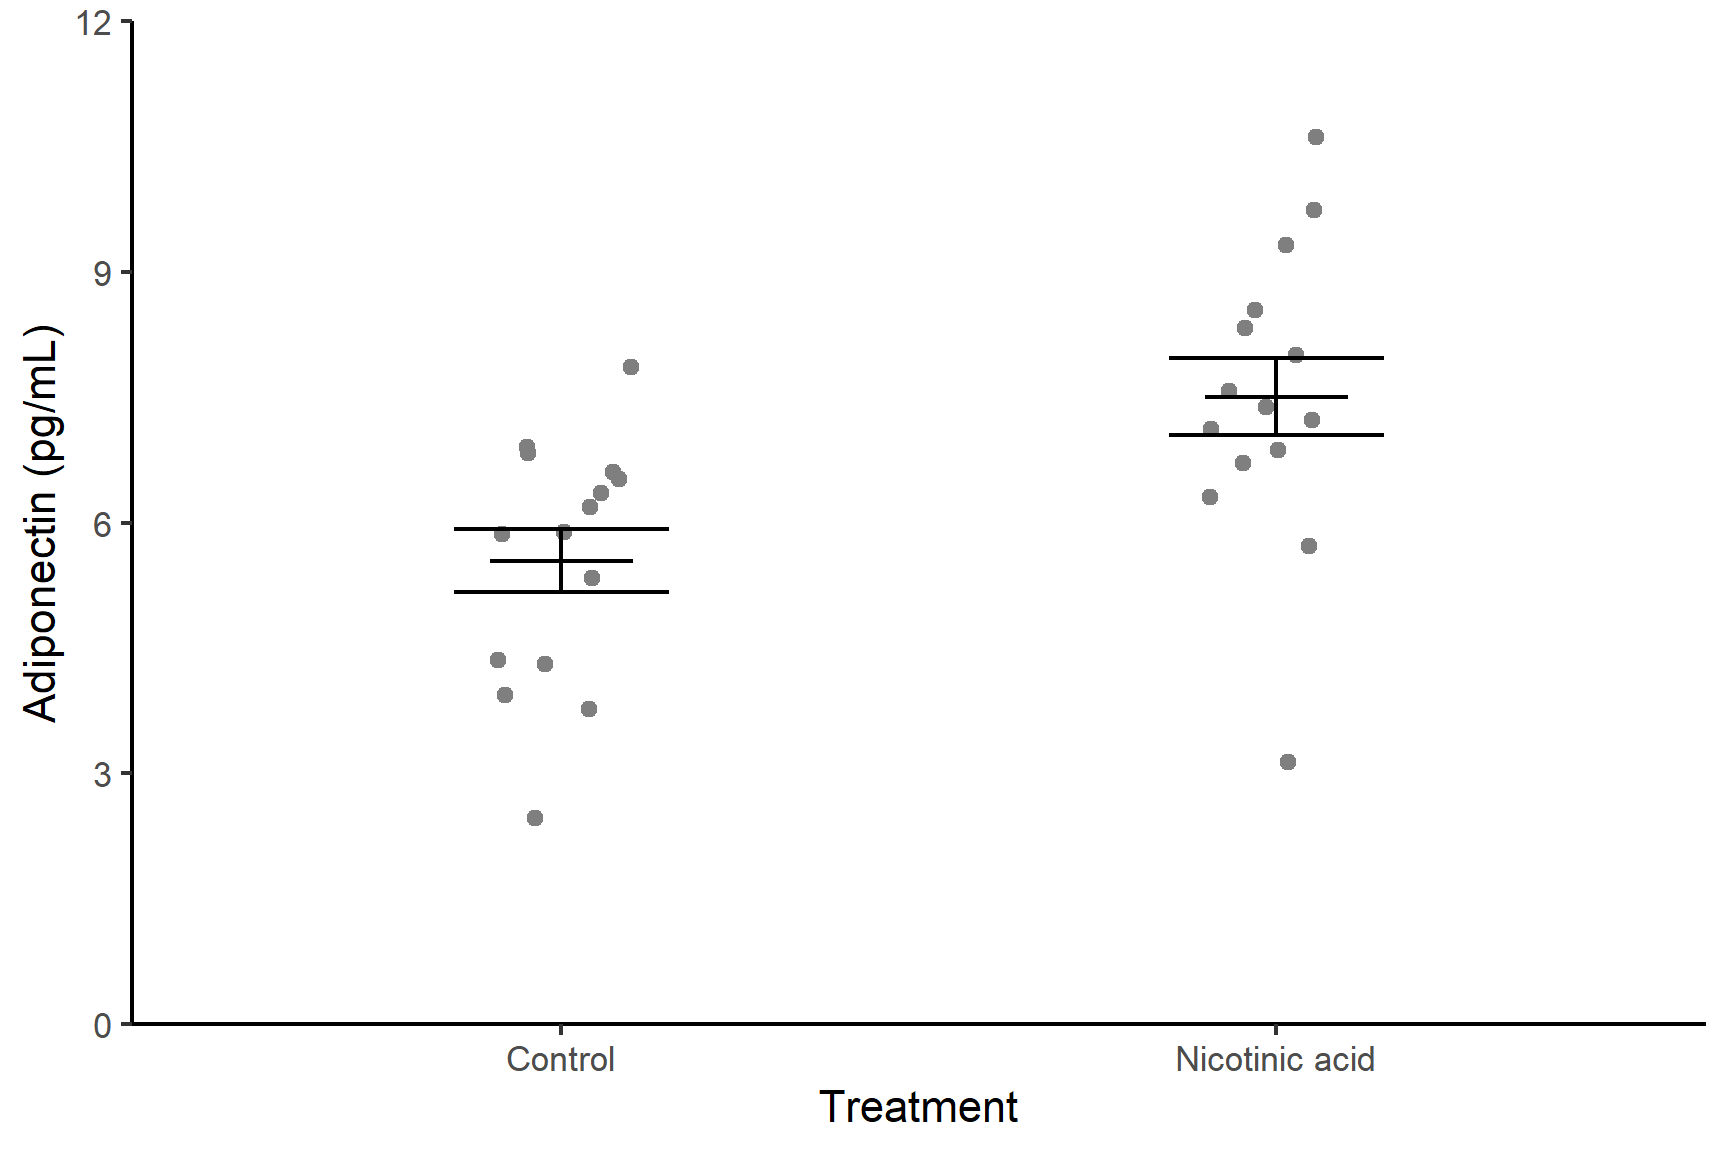 12
9
6
3
0
Adiponectin (pg/mL)
Control
Nicotinic acid
Treatment